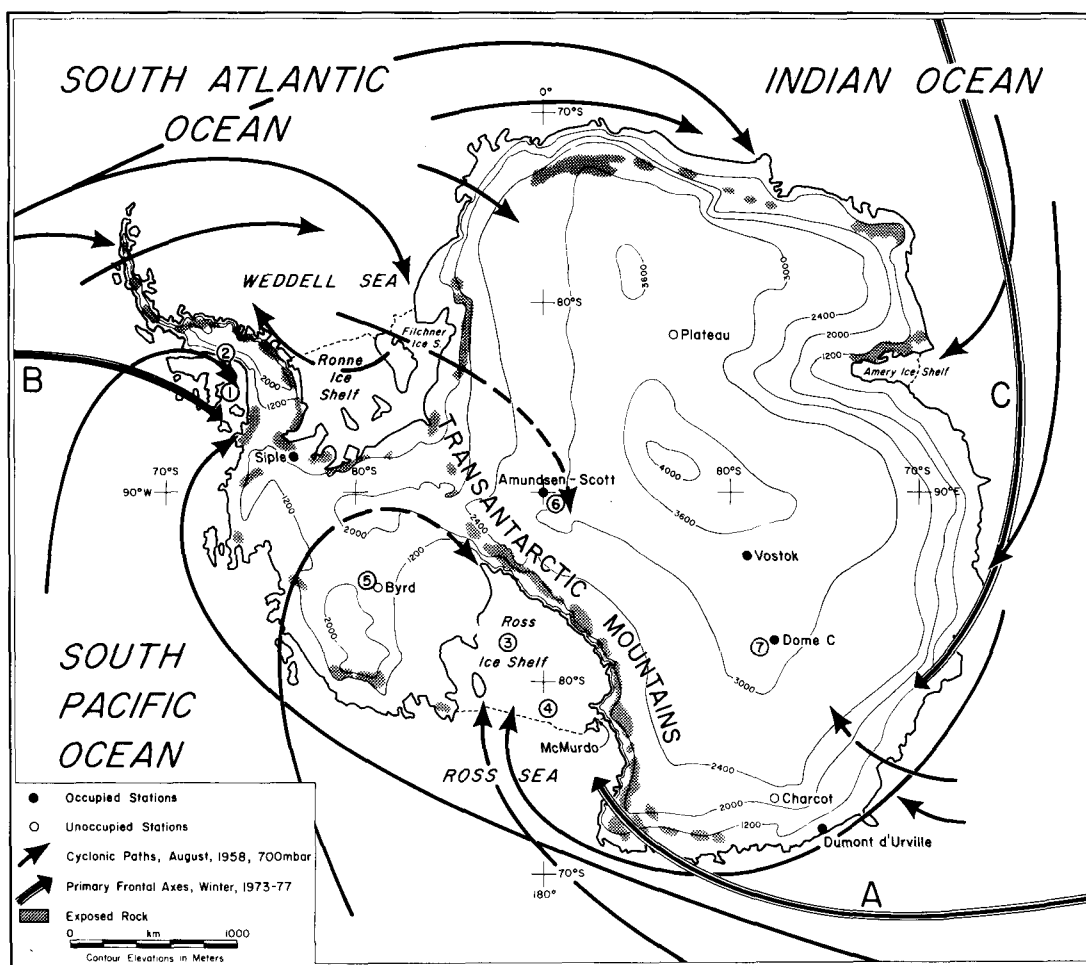 SOUTH ATLANTIC
OCEAN
INDIAN OCEAN
0°
70°S
WEDDELL SEA
80°S
3600
3000
2400
2000
1200
Plateau
Filchner
Ice S.
Ronne
Ice
Shelf
Amery Ice Shelf
B
C
2
1
2000
1200
Siple
70°S
90°W
80°S
TRANSANTARCTIC
MOUNTAINS
Amundsen-Scott
6
4000
3600
80°S
70°S
90°E
1200
2000
2400
1200
Vostok
5
Byrd
2000
Ross
3
Ice Shelf
7
Dome C
3000
SOUTH
PACIFIC
OCEAN
80°S
4
McMurdo
ROSS SEA
2400
2000
1200
Charcot
Dumont d'Urville
70°S
180°
A
Occupied Stations
Unoccupied Stations
Cyclonic Paths, August, 1958, 700mbar
Primary Frontal Axes, Winter, 1973-77
Exposed Rock
0 km 1000
Contour Elevations in Meters